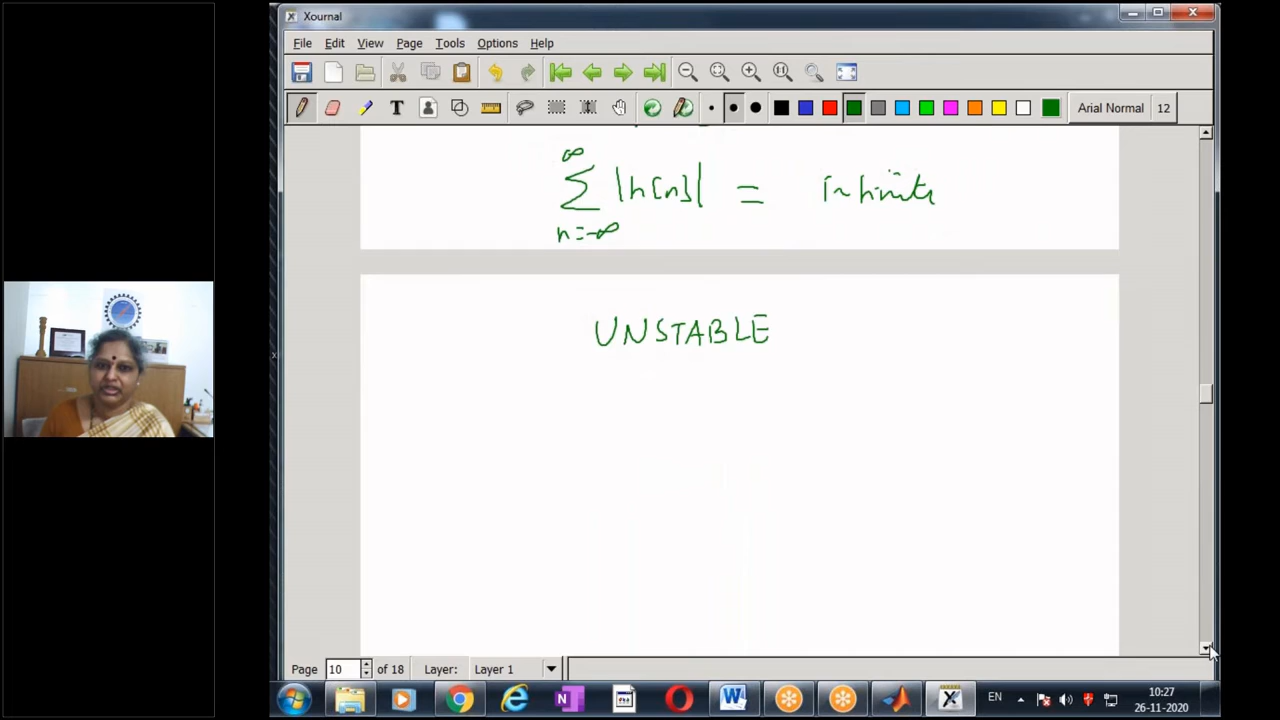 Xournal
File Edit View Page Tools Options Help
Arial Normal 12
∞
∑ |h[n]| = infinite
n=-∞
UNSTABLE
Page 10 of 18 Layer: Layer 1
EN
10:27
26-11-2020